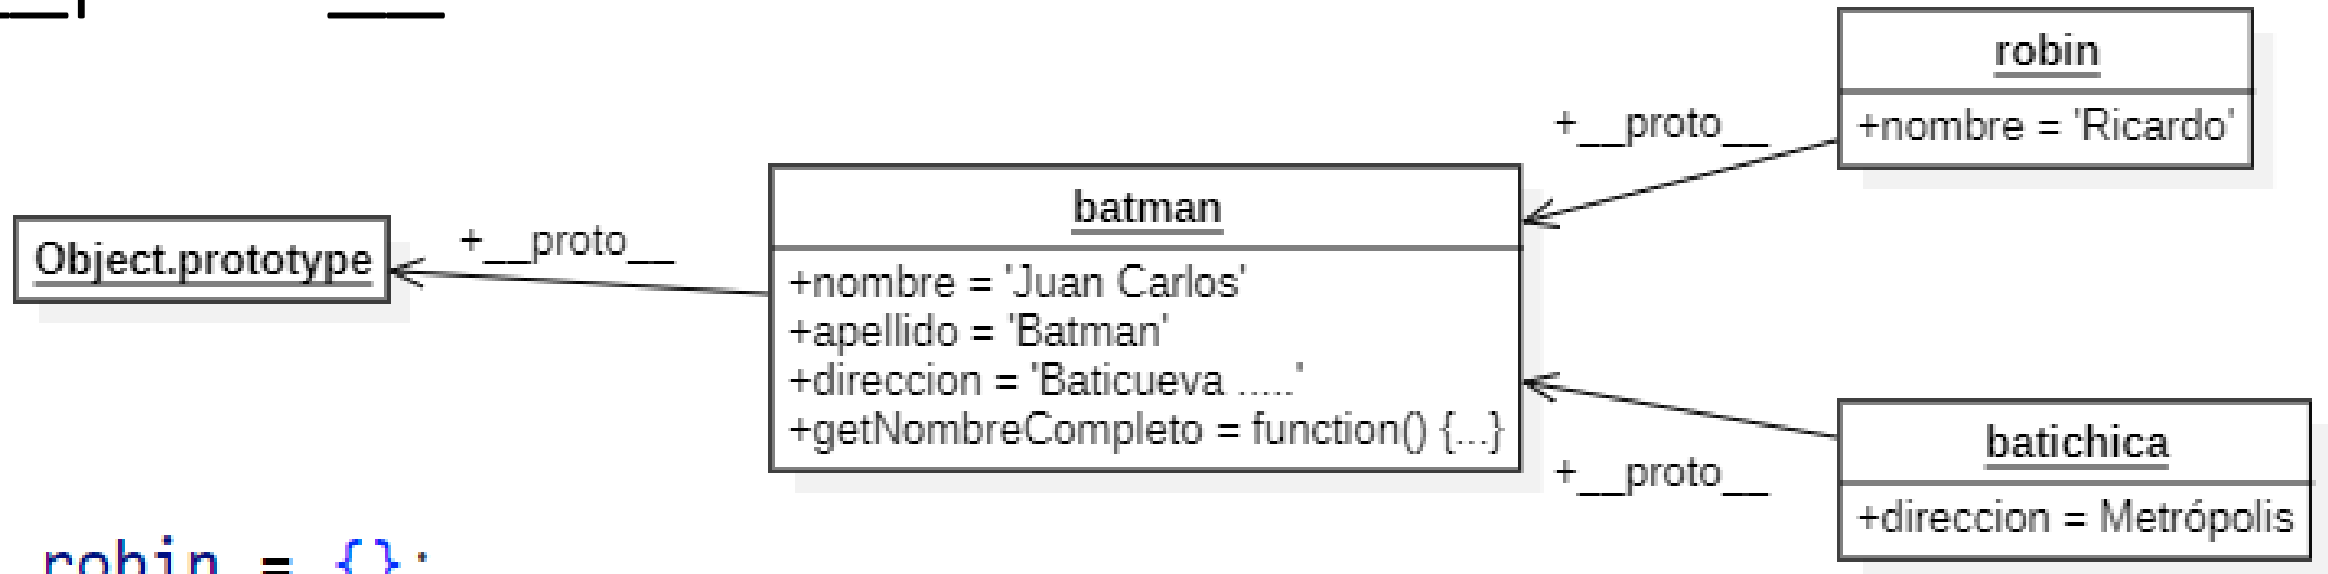 robin
+nombre = 'Ricardo'
+__proto__
batman
+nombre = 'Juan Carlos'
+apellido = 'Batman'
+direccion = 'Baticueva .....'
+getNombreCompleto = function() {...}
+__proto__
Object.prototype
+__proto__
batichica
+direccion = Metrópolis
robin = {};